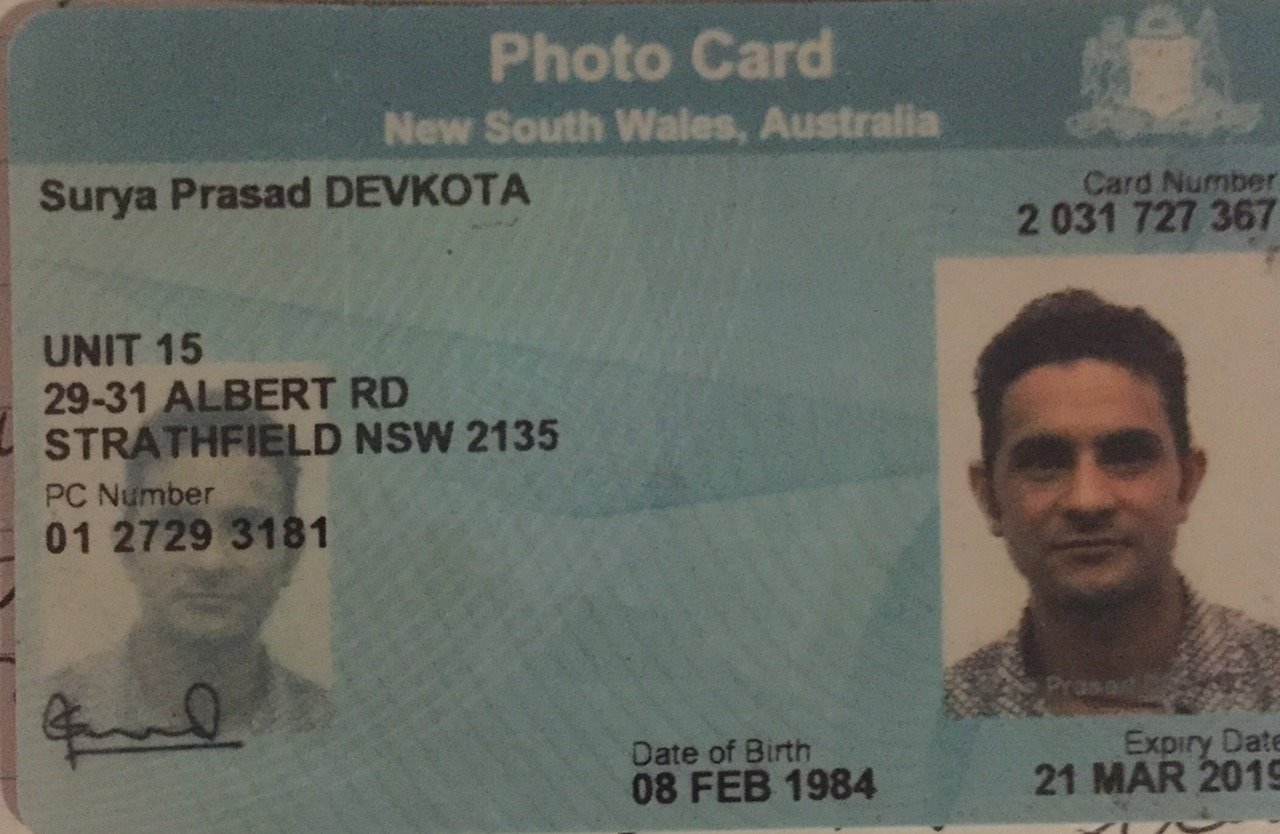 Photo Card
New South Wales, Australia
Surya Prasad DEVKOTA
Card Number
2 031 727 367
UNIT 15
29-31 ALBERT RD
STRATHFIELD NSW 2135
PC Number
01 2729 3181
Prasad
Date of Birth
08 FEB 1984
Expiry Date
21 MAR 2019